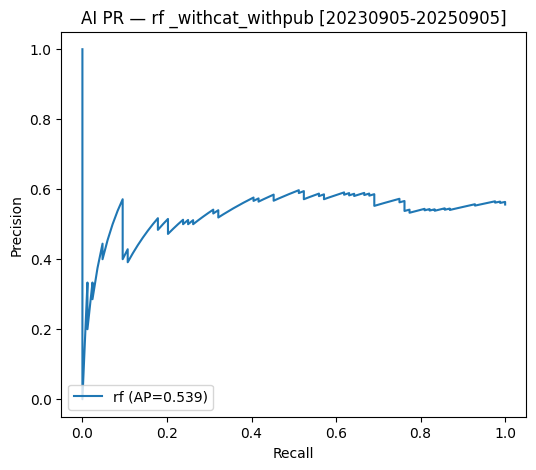 AI PR — rf _withcat_withpub [20230905-20250905]
Precision
1.0
0.8
0.6
0.4
0.2
0.0
rf (AP=0.539)
0.0 0.2 0.4 0.6 0.8 1.0
Recall